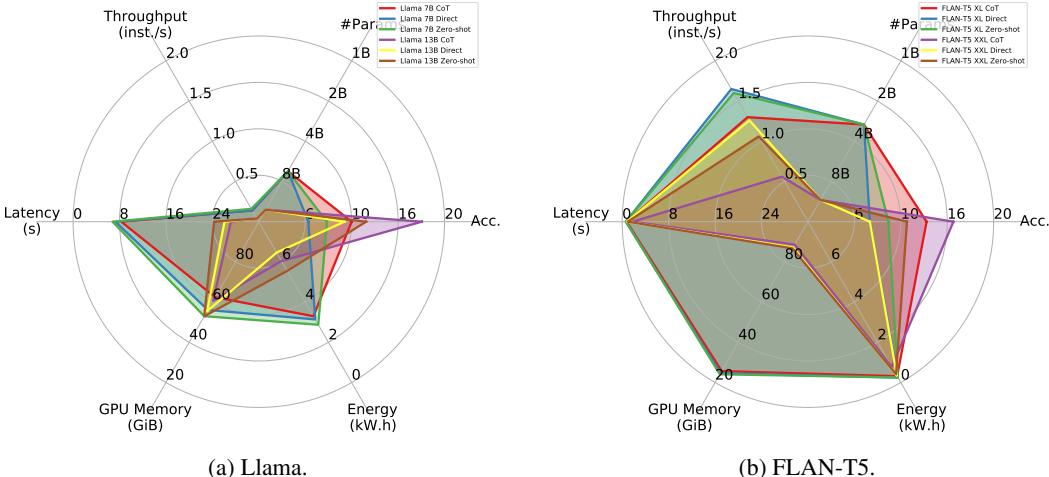 Throughput
(inst./s)
#Params
Llama 7B CoT
Llama 7B Direct
Llama 7B Zero-shot
Llama 13B CoT
Llama 13B Direct
Llama 13B Zero-shot
2.0
1B
1.5
2B
1.0
4B
0.5
8B
Latency
(s)
0
8
16
24
5
10
16
20
Acc.
80
6
60
4
40
2
20
0
GPU Memory
(GiB)
Energy
(kW.h)
(a) Llama.
Throughput
(inst./s)
#Params
FLAN-T5 XL CoT
FLAN-T5 XL Direct
FLAN-T5 XL Zero-shot
FLAN-T5 XXL CoT
FLAN-T5 XXL Direct
FLAN-T5 XXL Zero-shot
2.0
1B
1.5
2B
1.0
4B
0.5
8B
Latency
(s)
0
8
16
24
5
10
16
20
Acc.
80
6
60
4
40
2
20
0
GPU Memory
(GiB)
Energy
(kW.h)
(b) FLAN-T5.